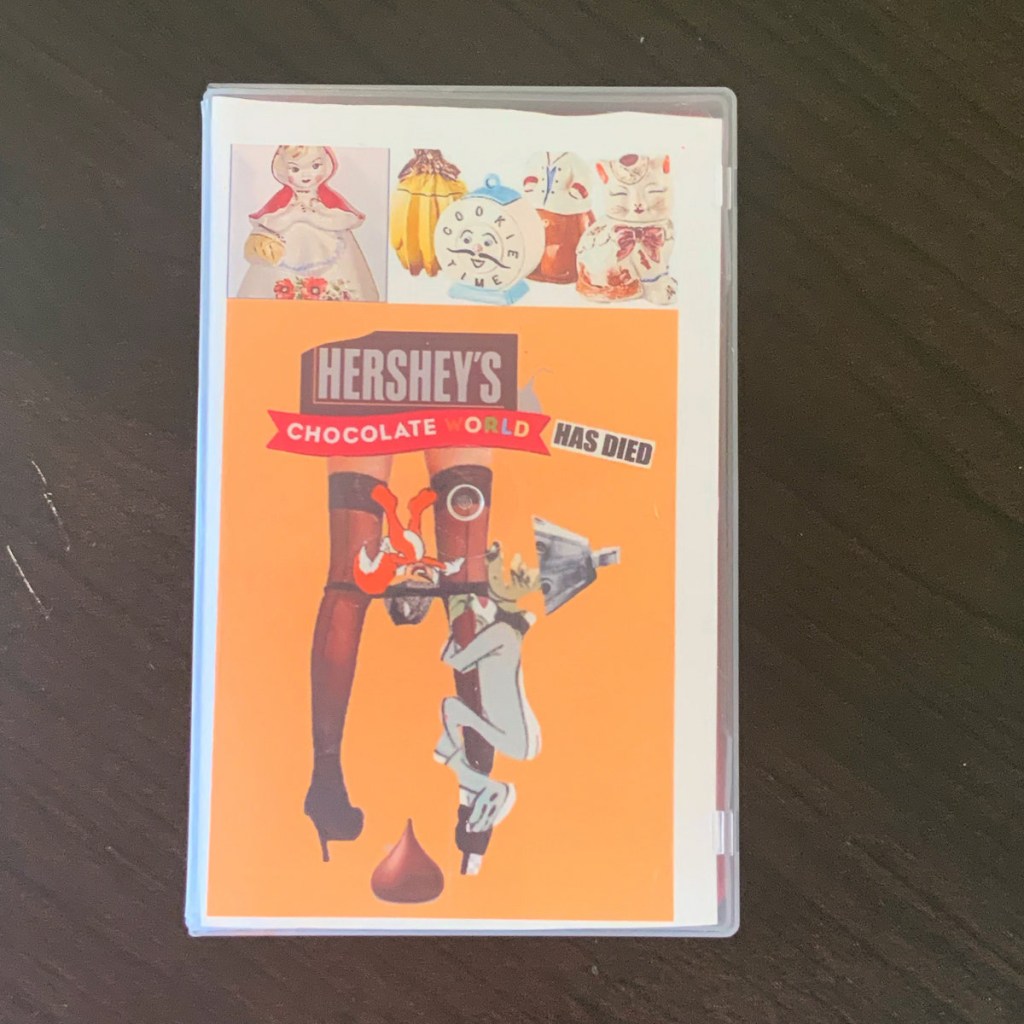 COOKIE
TIME
HERSHEY'S
CHOCOLATE WORLD
HAS DIED